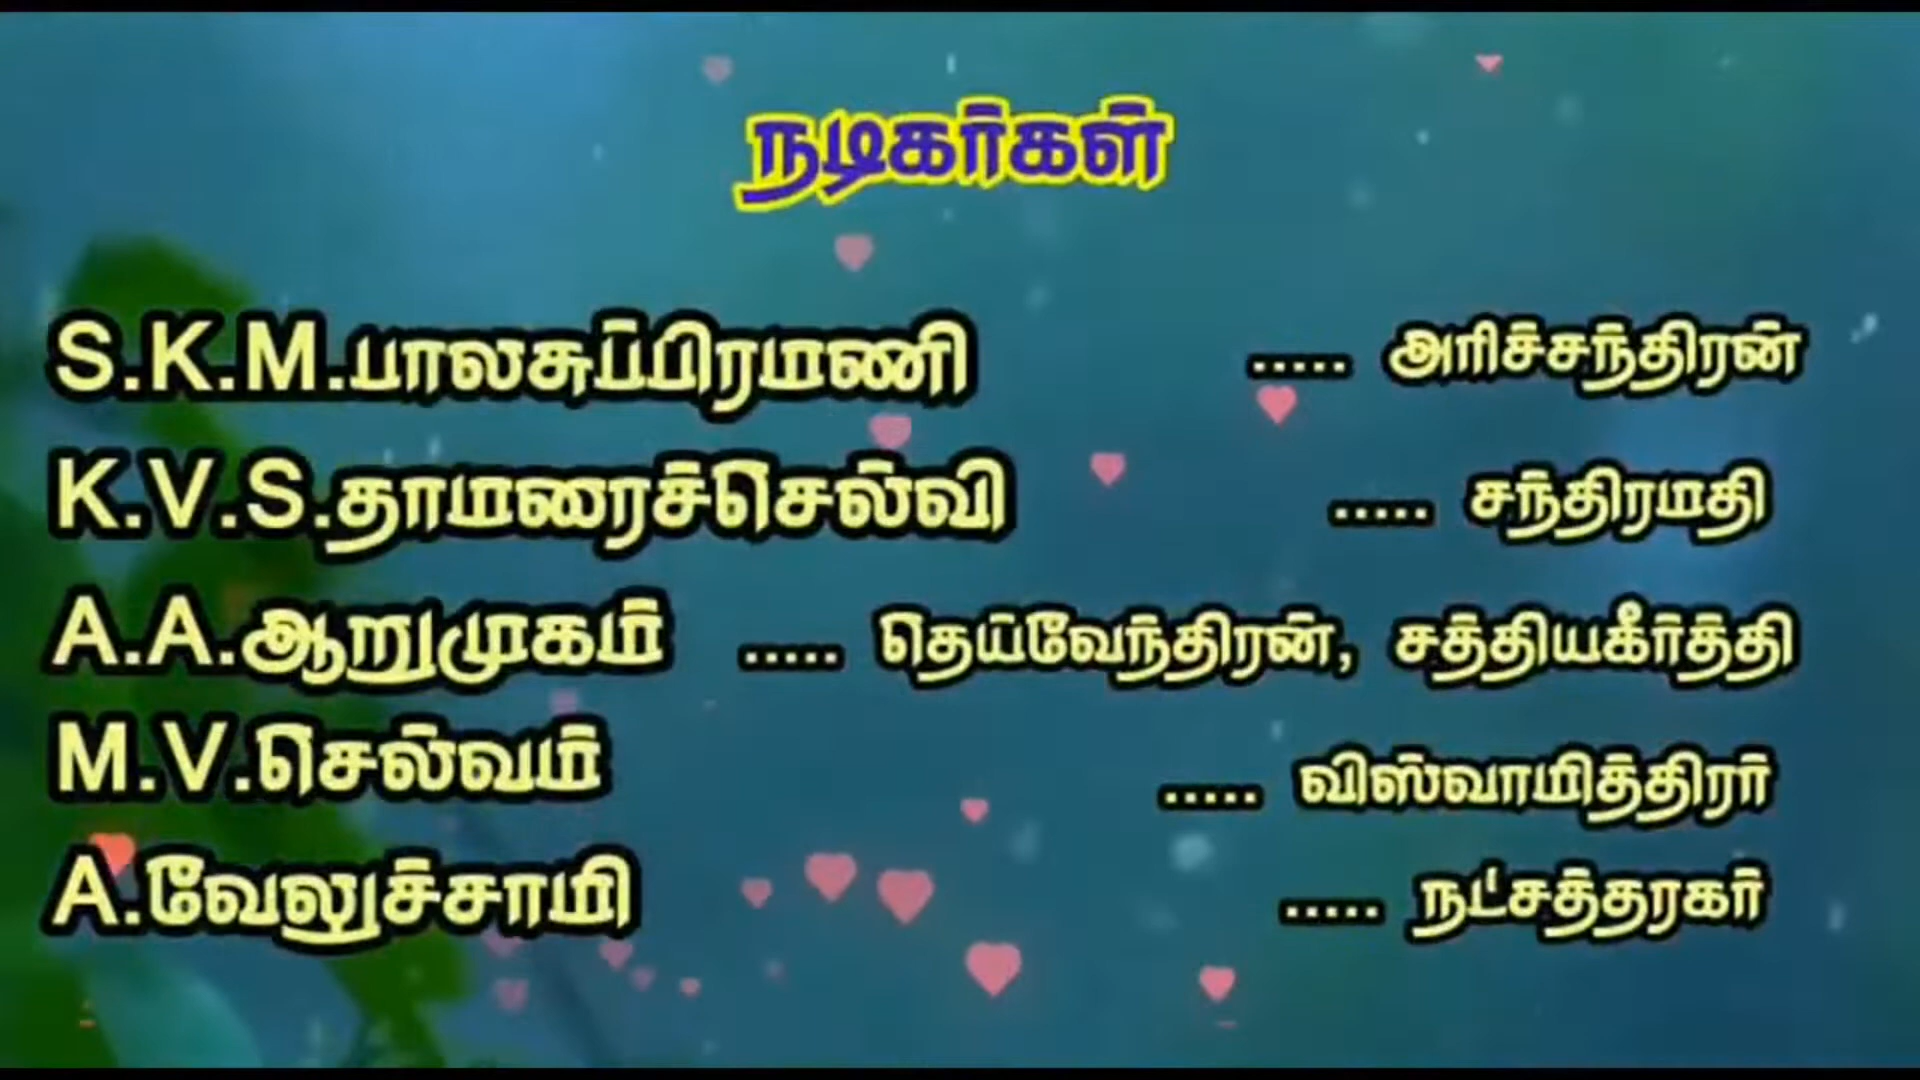 நடிகர்கள்
S.K.M.பாலசுப்பிரமணி ..... அரிச்சந்திரன்
K.V.S.தாமரைச்செல்வி ..... சந்திரமதி
A.A.ஆறுமுகம் ..... தெய்வேந்திரன், சத்தியகீர்த்தி
M.V.செல்வம் ..... விஸ்வாமித்திரர்
A.வேலுச்சாமி ..... நட்சத்தரகர்